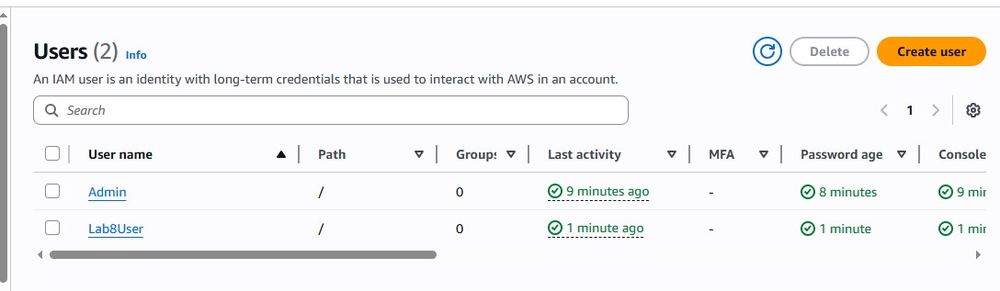 Users (2) Info
Delete
Create user
An IAM user is an identity with long-term credentials that is used to interact with AWS in an account.
Search
1
User name Path Groups Last activity MFA Password age Console
Admin / 0 9 minutes ago - 8 minutes 9 mi
Lab8User / 0 1 minute ago - 1 minute 1 mi